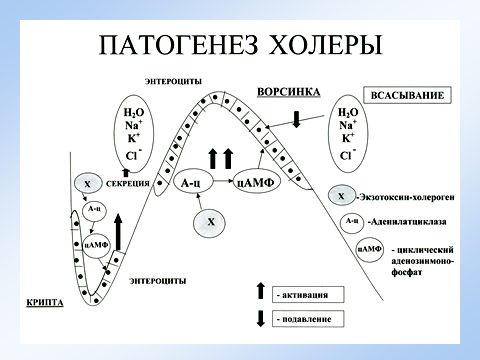 ПАТОГЕНЕЗ ХОЛЕРЫ
ЭНТЕРОЦИТЫ
ВОРСИНКА
ВСАСЫВАНИЕ
H₂O
Na⁺
K⁺
Cl⁻
H₂O
Na⁺
K⁺
Cl⁻
СЕКРЕЦИЯ
X
А-ц
цАМФ
А-ц
цАМФ
X
X -Экзотоксин-холероген
А-ц -Аденилатциклаза
цАМФ - циклический
аденозинмоно-
фосфат
ЭНТЕРОЦИТЫ
КРИПТА
- активация
- подавление